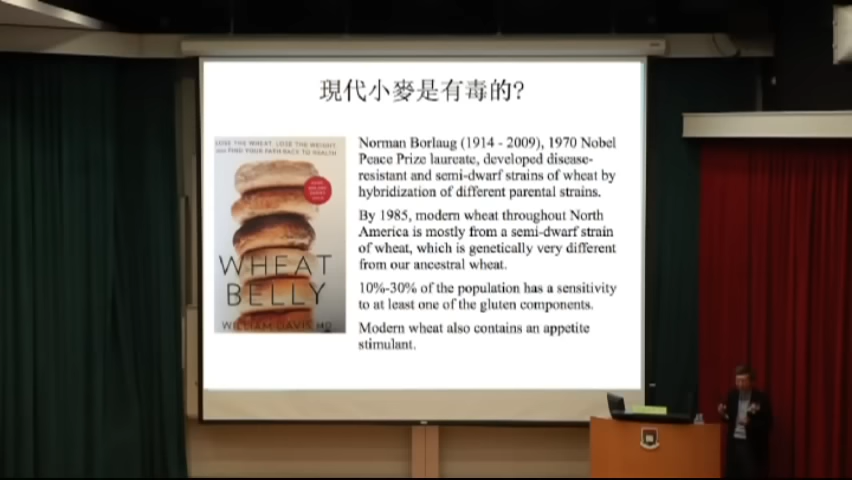 現代小麥是有毒的?
LOSE THE WHEAT, LOSE THE WEIGHT,
AND FIND YOUR PATH BACK TO HEALTH
WHEAT
BELLY
WILLIAM DAVIS, MD
Norman Borlaug (1914 - 2009), 1970 Nobel
Peace Prize laureate, developed disease-
resistant and semi-dwarf strains of wheat by
hybridization of different parental strains.
By 1985, modern wheat throughout North
America is mostly from a semi-dwarf strain
of wheat, which is genetically very different
from our ancestral wheat.
10%-30% of the population has a sensitivity
to at least one of the gluten components.
Modern wheat also contains an appetite
stimulant.